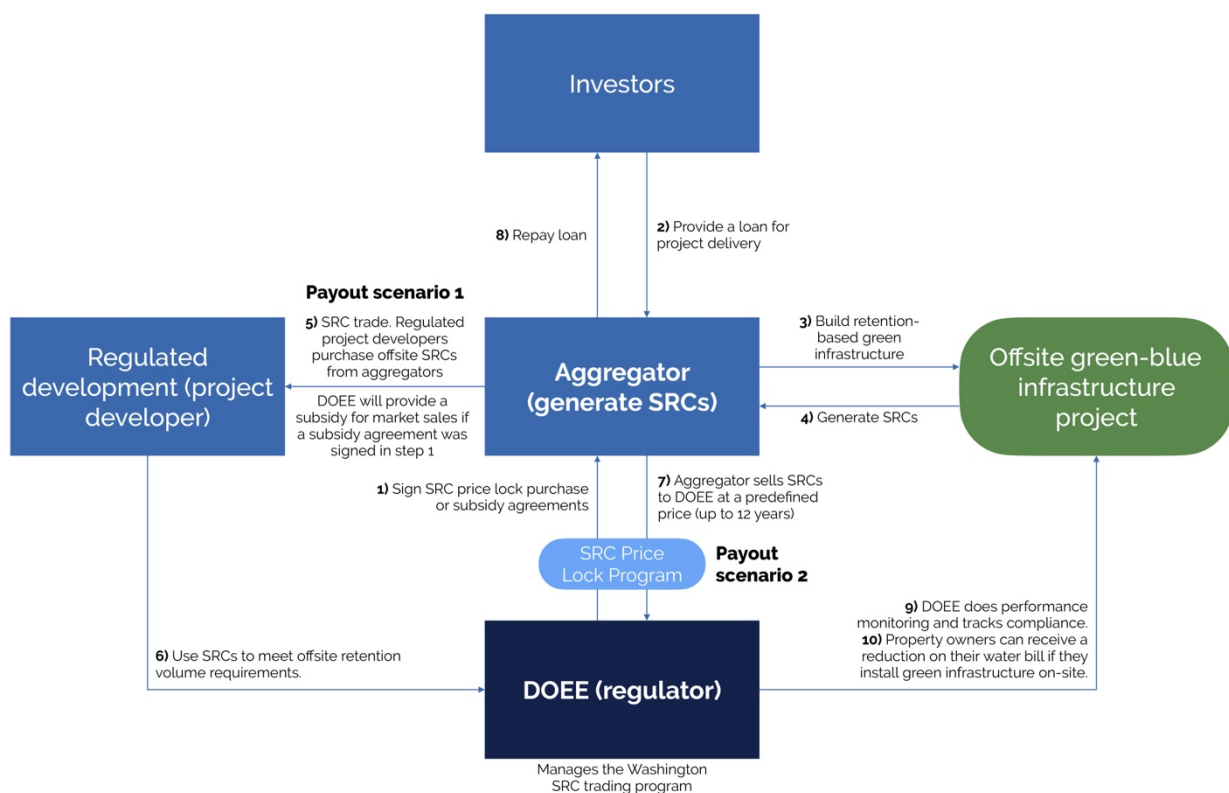 Investors
8) Repay loan
2) Provide a loan for
project delivery
Payout scenario 1
5) SRC trade. Regulated
project developers
purchase offsite SRCs
from aggregators
DOEE will provide a
subsidy for market sales if
a subsidy agreement was
signed in step 1
Regulated
development (project
developer)
Aggregator
(generate SRCs)
3) Build retention-
based green
infrastructure
4) Generate SRCs
Offsite green-blue
infrastructure
project
1) Sign SRC price lock purchase
or subsidy agreements
7) Aggregator sells SRCs
to DOEE at a predefined
price (up to 12 years)
SRC Price
Lock Program
Payout
scenario 2
6) Use SRCs to meet offsite retention
volume requirements.
DOEE (regulator)
9) DOEE does performance
monitoring and tracks compliance.
10) Property owners can receive a
reduction on their water bill if they
install green infrastructure on-site.
Manages the Washington
SRC trading program